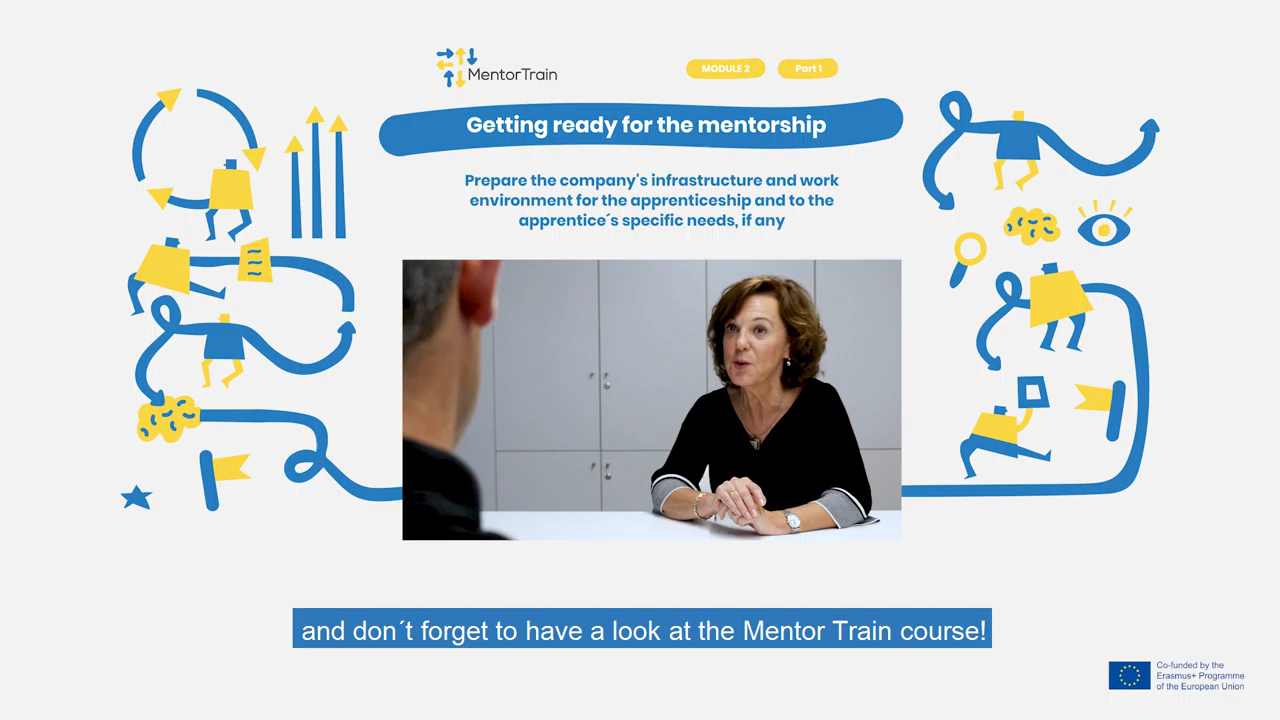 MentorTrain
MODULE 2
Part 1
Getting ready for the mentorship
Prepare the company's infrastructure and work
environment for the apprenticeship and to the
apprentice´s specific needs, if any
and don´t forget to have a look at the Mentor Train course!
Co-funded by the
Erasmus+ Programme
of the European Union